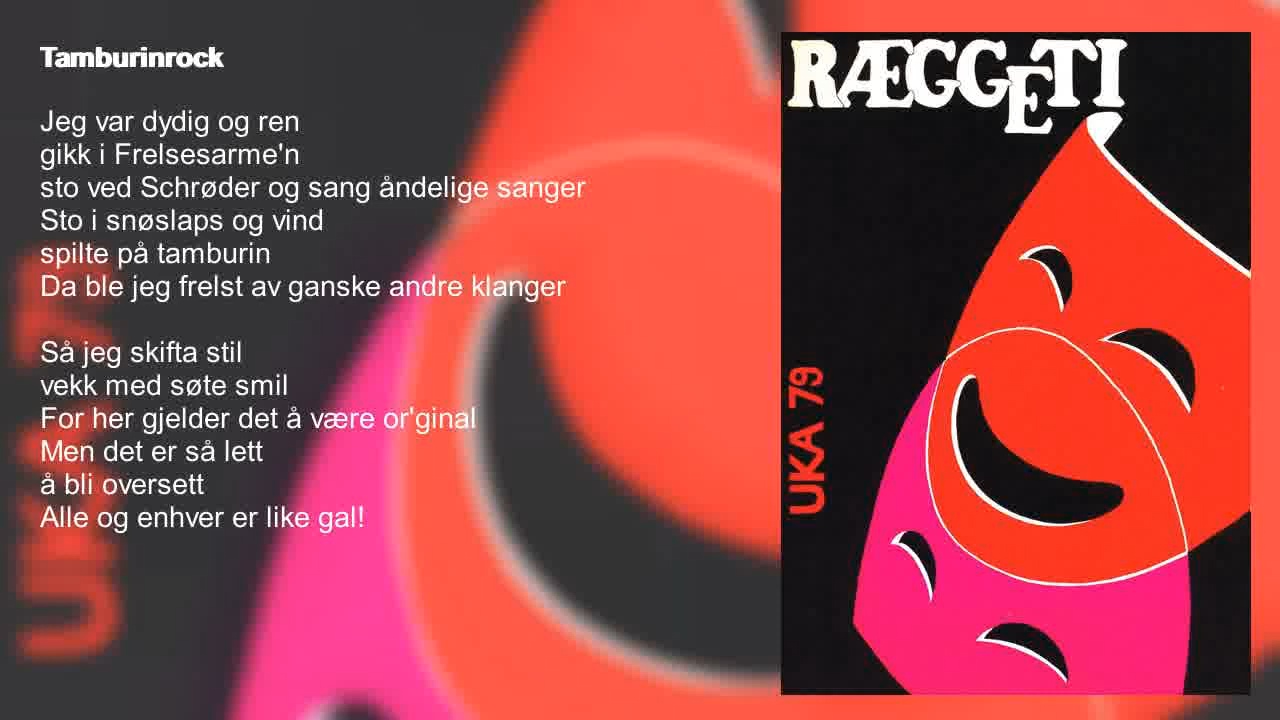 Tamburinrock
Jeg var dydig og ren
gikk i Frelsesarme'n
sto ved Schrøder og sang åndelige sanger
Sto i snøslaps og vind
spilte på tamburin
Da ble jeg frelst av ganske andre klanger
Så jeg skifta stil
vekk med søte smil
For her gjelder det å være or'ginal
Men det er så lett
å bli oversett
Alle og enhver er like gal!
RÆGGETI
UKA 79